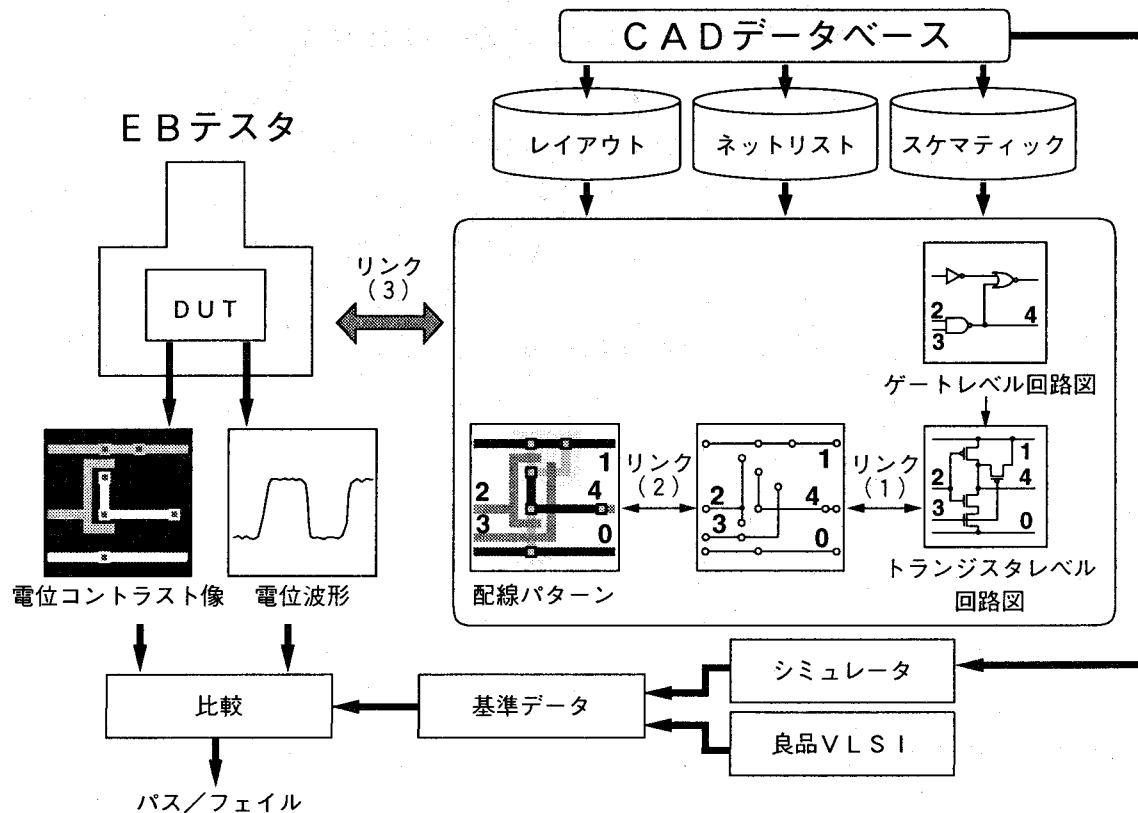 CADデータベース
EBテスタ
レイアウト
ネットリスト
スケマティック
DUT
リンク
(3)
2
3
4
ゲートレベル回路図
1
2
4
3
0
配線パターン
リンク
(2)
1
2
4
3
0
リンク
(1)
1
2
4
3
0
トランジスタレベル
回路図
電位コントラスト像
電位波形
比較
基準データ
シミュレータ
良品VLSI
パス/フェイル